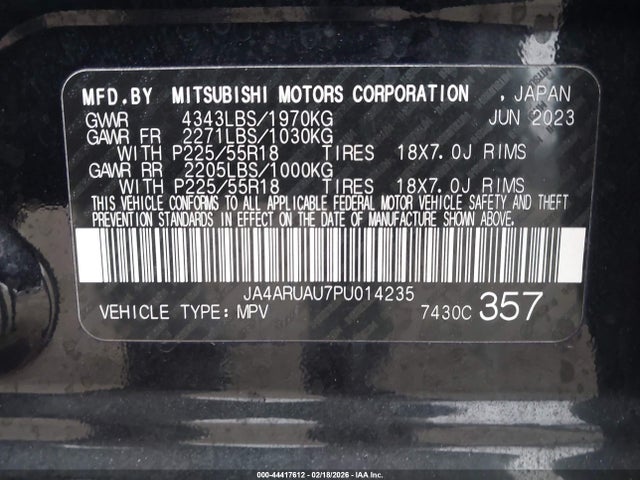 MFD.BY MITSUBISHI MOTORS CORPORATION , JAPAN
GVWR 4343LBS/1970KG JUN 2023
GAWR FR 2271LBS/1030KG
WITH P225/55R18 TIRES 18X7.0J RIMS
GAWR RR 2205LBS/1000KG
WITH P225/55R18 TIRES 18X7.0J RIMS
THIS VEHICLE CONFORMS TO ALL APPLICABLE FEDERAL MOTOR VEHICLE SAFETY AND THEFT
PREVENTION STANDARDS IN EFFECT ON THE DATE OF MANUFACTURE SHOWN ABOVE.
JA4ARUAU7PU014235
VEHICLE TYPE:MPV 7430C 357
000-44417612 - 02/18/2026 - IAA Inc.